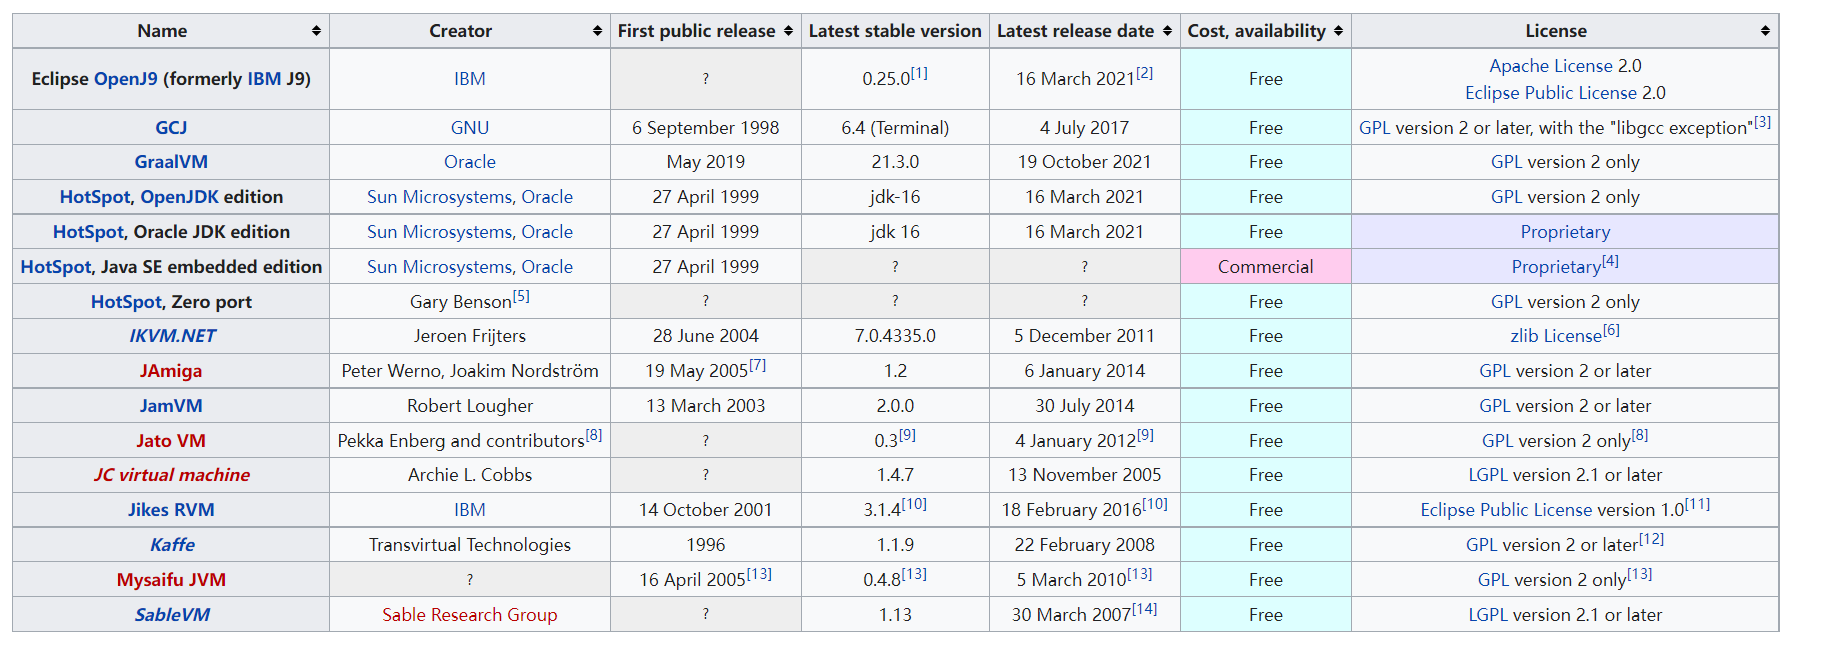 Name Creator First public release Latest stable version Latest release date Cost, availability License
Eclipse OpenJ9 (formerly IBM J9) IBM ? 0.25.0[1] 16 March 2021[2] Free Apache License 2.0
Eclipse Public License 2.0
GCJ GNU 6 September 1998 6.4 (Terminal) 4 July 2017 Free GPL version 2 or later, with the "libgcc exception"[3]
GraalVM Oracle May 2019 21.3.0 19 October 2021 Free GPL version 2 only
HotSpot, OpenJDK edition Sun Microsystems, Oracle 27 April 1999 jdk-16 16 March 2021 Free GPL version 2 only
HotSpot, Oracle JDK edition Sun Microsystems, Oracle 27 April 1999 jdk 16 16 March 2021 Free Proprietary
HotSpot, Java SE embedded edition Sun Microsystems, Oracle 27 April 1999 ? ? Commercial Proprietary[4]
HotSpot, Zero port Gary Benson[5] ? ? ? Free GPL version 2 only
IKVM.NET Jeroen Frijters 28 June 2004 7.0.4335.0 5 December 2011 Free zlib License[6]
JAmiga Peter Werno, Joakim Nordström 19 May 2005[7] 1.2 6 January 2014 Free GPL version 2 or later
JamVM Robert Lougher 13 March 2003 2.0.0 30 July 2014 Free GPL version 2 or later
Jato VM Pekka Enberg and contributors[8] ? 0.3[9] 4 January 2012[9] Free GPL version 2 only[8]
JC virtual machine Archie L. Cobbs ? 1.4.7 13 November 2005 Free LGPL version 2.1 or later
Jikes RVM IBM 14 October 2001 3.1.4[10] 18 February 2016[10] Free Eclipse Public License version 1.0[11]
Kaffe Transvirtual Technologies 1996 1.1.9 22 February 2008 Free GPL version 2 or later[12]
Mysaifu JVM ? 16 April 2005[13] 0.4.8[13] 5 March 2010[13] Free GPL version 2 only[13]
SableVM Sable Research Group ? 1.13 30 March 2007[14] Free LGPL version 2.1 or later